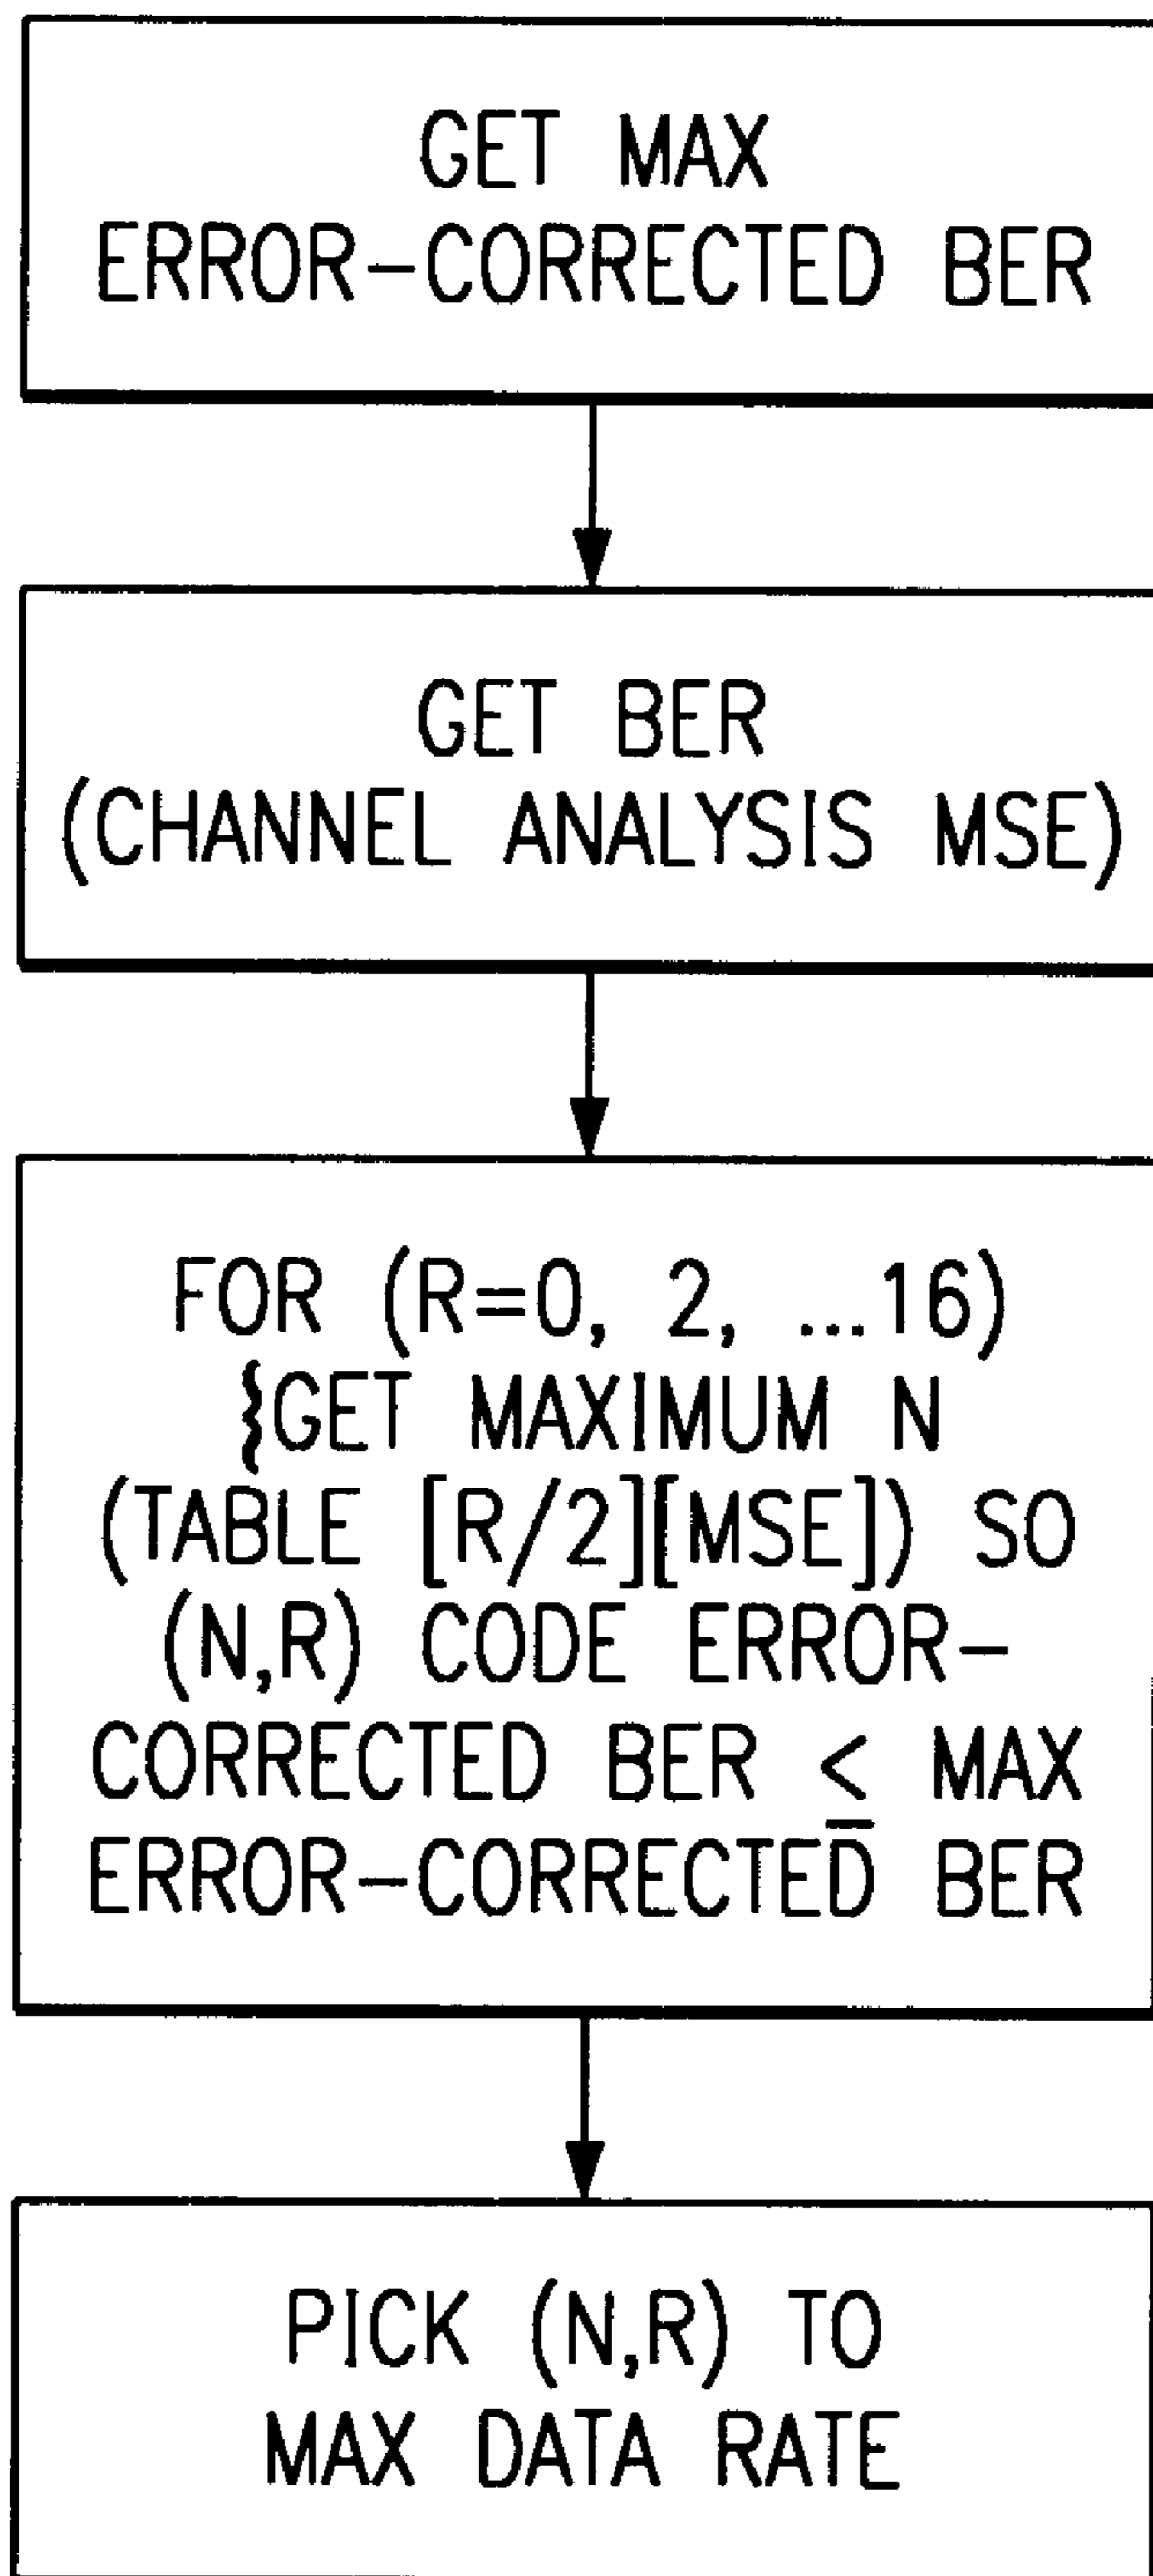 GET MAX
ERROR-CORRECTED BER
GET BER
(CHANNEL ANALYSIS MSE)
FOR (R=0, 2, ...16)
{GET MAXIMUM N
(TABLE [R/2][MSE]) SO
(N,R) CODE ERROR-
CORRECTED BER ≤ MAX
ERROR-CORRECTED BER
PICK (N,R) TO
MAX DATA RATE